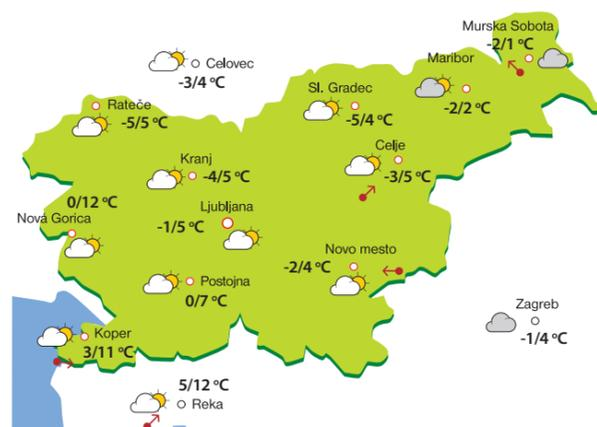 Murska Sobota
-2/1 °C
Celovec
-3/4 °C
Maribor
-2/2 °C
Sl. Gradec
-5/4 °C
Rateče
-5/5 °C
Celje
-3/5 °C
Kranj
-4/5 °C
0/12 °C
Nova Gorica
Ljubljana
-1/5 °C
Novo mesto
-2/4 °C
Postojna
0/7 °C
Zagreb
-1/4 °C
Koper
3/11 °C
5/12 °C
Reka